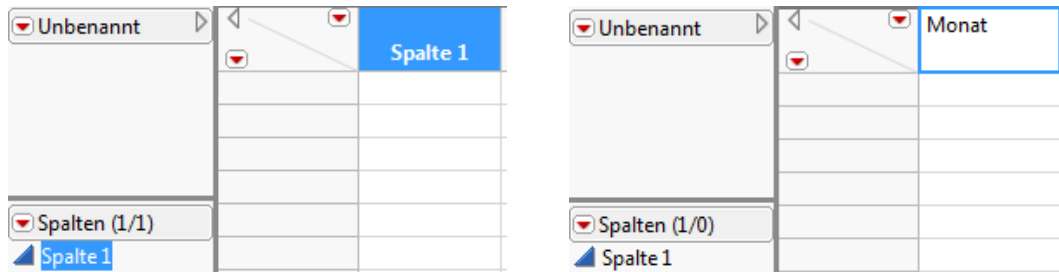 Unbenannt
Spalte 1
Spalten (1/1)
Spalte 1
Unbenannt
Monat
Spalten (1/0)
Spalte 1